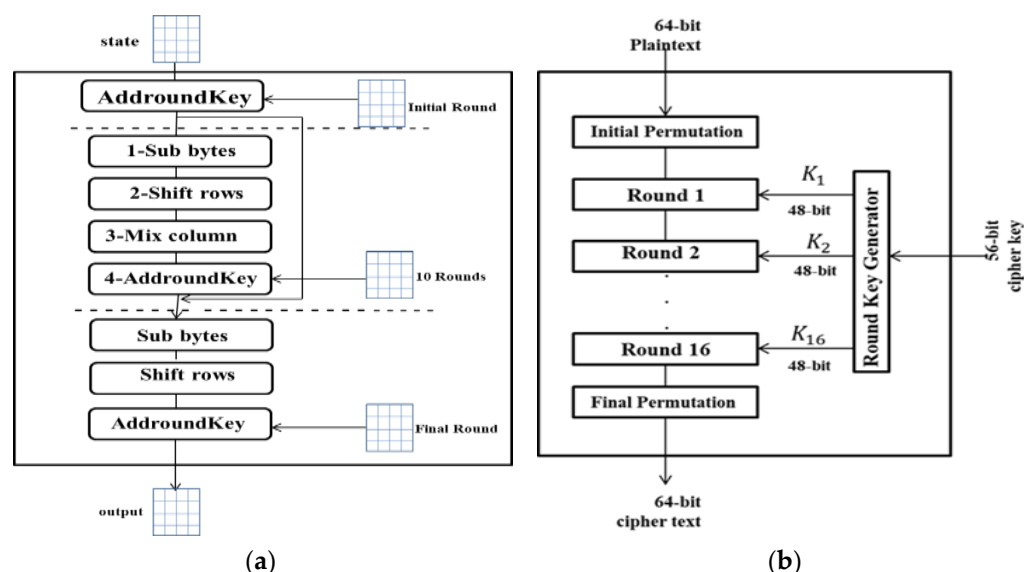 state
AddroundKey
Initial Round
1-Sub bytes
2-Shift rows
3-Mix column
4-AddroundKey
10 Rounds
Sub bytes
Shift rows
AddroundKey
Final Round
output
(a)
64-bit
Plaintext
Initial Permutation
Round 1
K₁
48-bit
Round 2
K₂
48-bit
.
.
.
Round 16
K₁₆
48-bit
Final Permutation
Round Key Generator
56-bit
cipher key
64-bit
cipher text
(b)